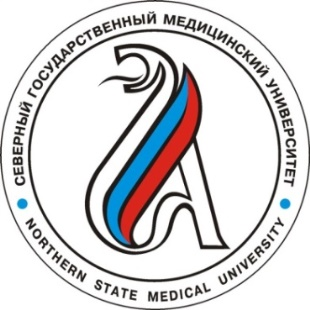 СЕВЕРНЫЙ ГОСУДАРСТВЕННЫЙ МЕДИЦИНСКИЙ УНИВЕРСИТЕТ
NORTHERN STATE MEDICAL UNIVERSITY